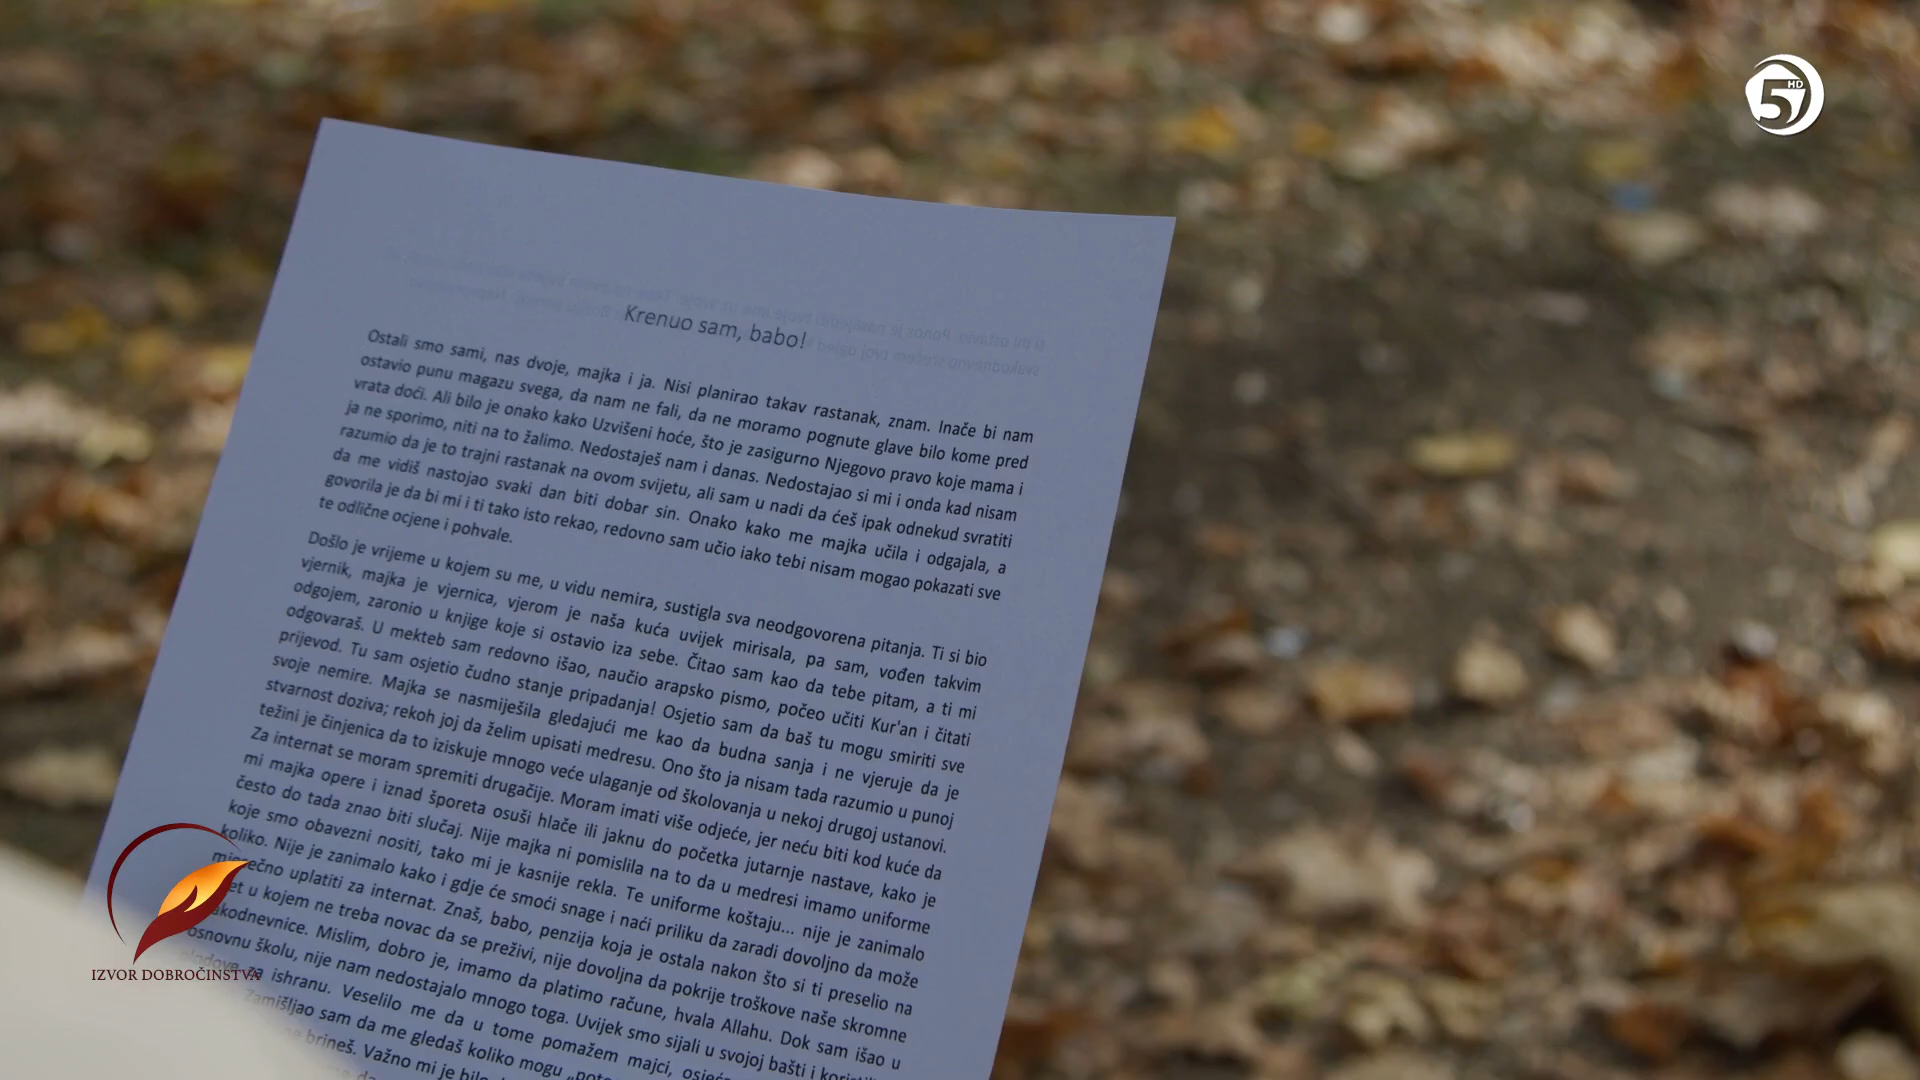 5 HD
Krenuo sam, babo!
Ostali smo sami, nas dvoje, majka i ja. Nisi planirao takav rastanak, znam. Inače bi nam
ostavio punu magazu svega, da nam ne fali, da ne moramo pognute glave bilo kome pred
vrata doći. Ali bilo je onako kako Uzvišeni hoće, što je zasigurno Njegovo pravo koje mama i
ja ne sporimo, niti na to žalimo. Nedostaješ nam i danas. Nedostajao si mi i onda kad nisam
razumio da je to trajni rastanak na ovom svijetu, ali sam u nadi da ćeš ipak odnekud svratiti
da me vidiš nastojao svaki dan biti dobar sin. Onako kako me majka učila i odgajala, a
govorila je da bi mi i ti tako isto rekao, redovno sam učio iako tebi nisam mogao pokazati sve
te odlične ocjene i pohvale.
Došlo je vrijeme u kojem su me, u vidu nemira, sustigla sva neodgovorena pitanja. Ti si bio
vjernik, majka je vjernica, vjerom je naša kuća uvijek mirisala, pa sam, vođen takvim
odgojem, zaronio u knjige koje si ostavio iza sebe. Čitao sam kao da tebe pitam, a ti mi
odgovaraš. U mekteb sam redovno išao, naučio arapsko pismo, počeo učiti Kur'an i čitati
prijevod. Tu sam osjetio čudno stanje pripadanja! Osjetio sam da baš tu mogu smiriti sve
svoje nemire. Majka se nasmiješila gledajući me kao da budna sanja i ne vjeruje da je
stvarnost doziva; rekoh joj da želim upisati medresu. Ono što ja nisam tada razumio u punoj
težini je činjenica da to iziskuje mnogo veće ulaganje od školovanja u nekoj drugoj ustanovi.
Za internat se moram spremiti drugačije. Moram imati više odjeće, jer neću biti kod kuće da
mi majka opere i iznad šporeta osuši hlače ili jaknu do početka jutarnje nastave, kako je
često do tada znao biti slučaj. Nije majka ni pomislila na to da u medresi imamo uniforme
koje smo obavezni nositi, tako mi je kasnije rekla. Te uniforme koštaju... nije je zanimalo
koliko. Nije je zanimalo kako i gdje će smoći snage i naći priliku da zaradi dovoljno da može
mjesečno uplatiti za internat. Znaš, babo, penzija koja je ostala nakon što si ti preselio na
et u kojem ne treba novac da se preživi, nije dovoljna da pokrije troškove naše skromne
akodnevnice. Mislim, dobro je, imamo da platimo račune, hvala Allahu. Dok sam išao u
osnovnu školu, nije nam nedostajalo mnogo toga. Uvijek smo sijali u svojoj bašti i
plodove za ishranu. Veselilo me da u tome pomažem majci,
Zamišljao sam da me gledaš koliko mogu
brineš. Važno mi je bilo
IZVOR DOBROČINSTVA